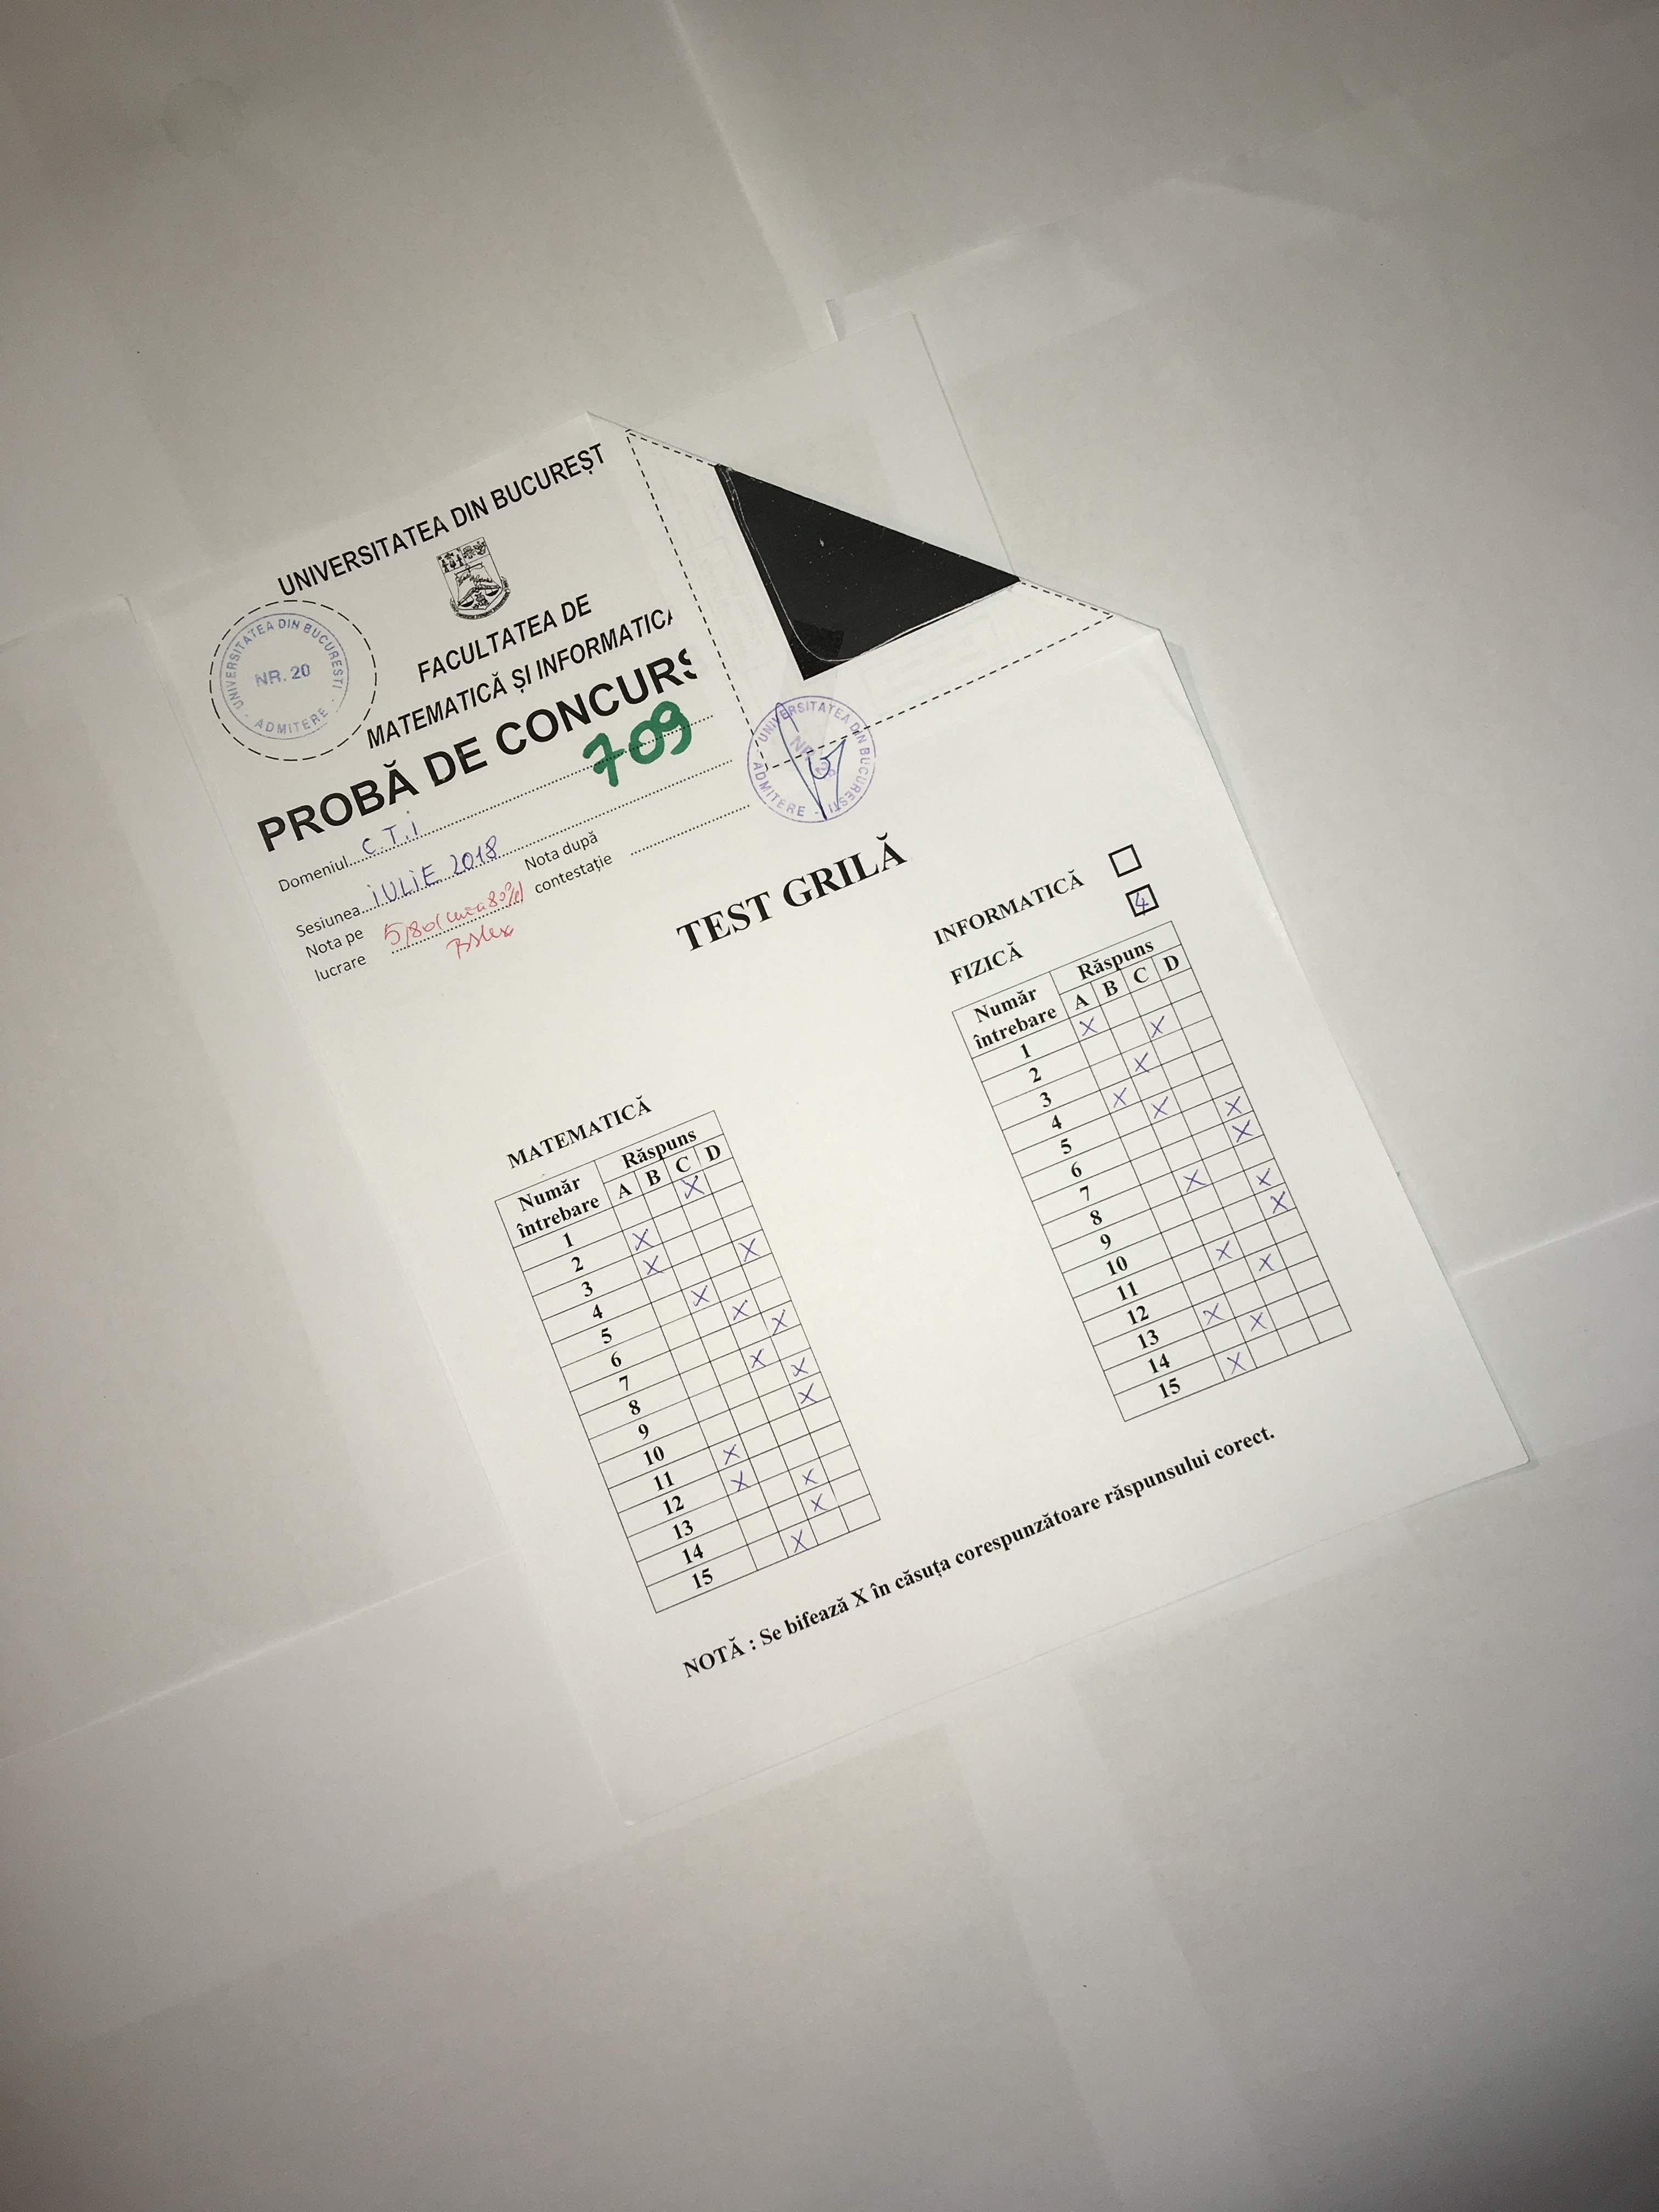 UNIVERSITATEA DIN BUCUREȘT
UNIVERSITATEA DIN BUCUREȘTI · ADMITERE ·
NR. 20
FACULTATEA DE
MATEMATICĂ ȘI INFORMATICA
PROBĂ DE CONCURS
709
Domeniul C.T.i
Sesiunea iULiE 2018
Nota pe lucrare 5,80
Nota după contestație
UNIVERSITATEA DIN BUCUREȘTI · ADMITERE ·
TEST GRILĂ
INFORMATICĂ
FIZICĂ
MATEMATICĂ
Număr întrebare Răspuns
A B C D
1 X
2 X
3 X
4 X
5 X
6 X
7 X
8 X
9 X
10 X
11 X
12 X
13 X
14 X
15 X
Număr întrebare Răspuns
A B C D
1 X
2 X
3 X
4 X
5 X
6 X
7 X
8 X
9 X
10 X
11 X
12 X
13 X
14 X
15 X
NOTĂ : Se bifează X în căsuța corespunzătoare răspunsului corect.